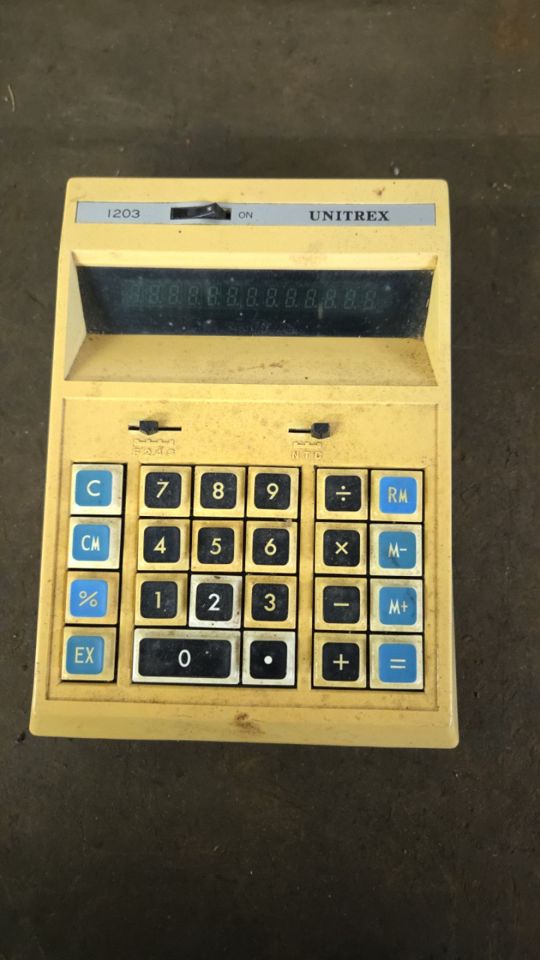 1203 ON UNITREX
N T C
C 7 8 9 ÷ RM
CM 4 5 6 × M-
% 1 2 3 − M+
EX 0 • + =